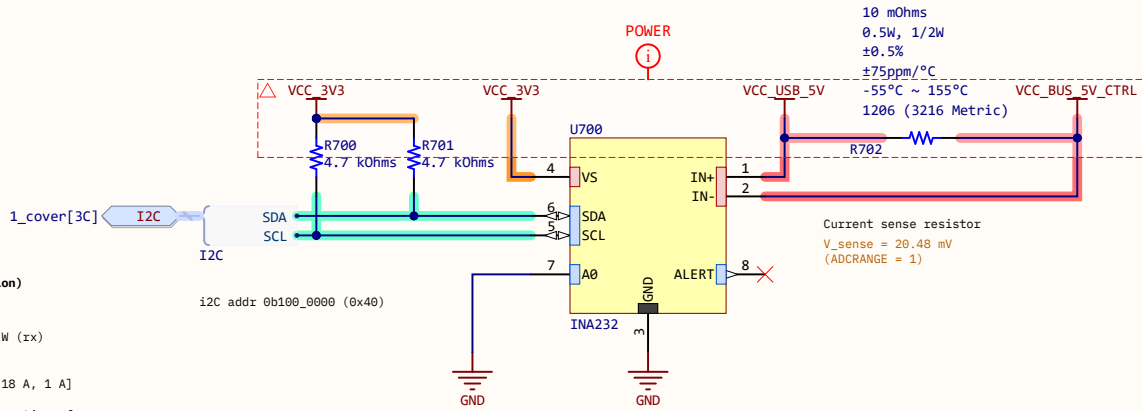 10 mOhms
0.5W, 1/2W
±0.5%
±75ppm/°C
-55°C ~ 155°C
1206 (3216 Metric)
POWER
i
VCC_3V3
VCC_3V3
VCC_USB_5V
VCC_BUS_5V_CTRL
R700
4.7 kOhms
R701
4.7 kOhms
U700
R702
4
VS
IN+
1
IN-
2
1_cover[3C]
I2C
SDA
SCL
I2C
6
SDA
5
SCL
7
A0
ALERT
8
GND
3
INA232
GND
GND
Current sense resistor
V_sense = 20.48 mV
(ADCRANGE = 1)
i2C addr 0b100_0000 (0x40)
on)
W (rx)
18 A, 1 A]